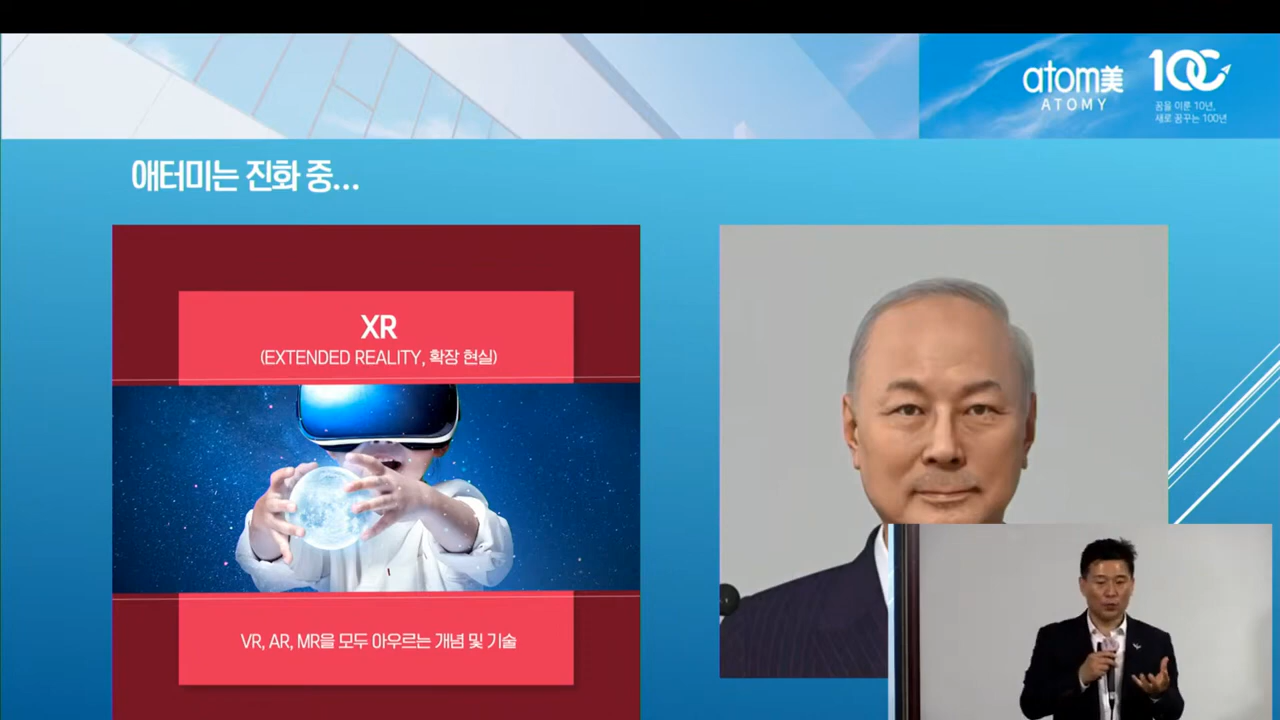 atom美
ATOMY
100
꿈을 이룬 10년,
새로 꿈꾸는 100년
애터미는 진화 중...
XR
(EXTENDED REALITY, 확장 현실)
VR, AR, MR을 모두 아우르는 개념 및 기술